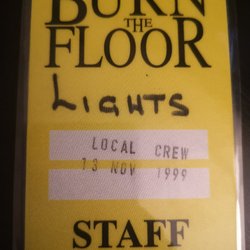 BURN
THE
FLOOR
LIGHTS
LOCAL CREW
13 NOV 1999
STAFF